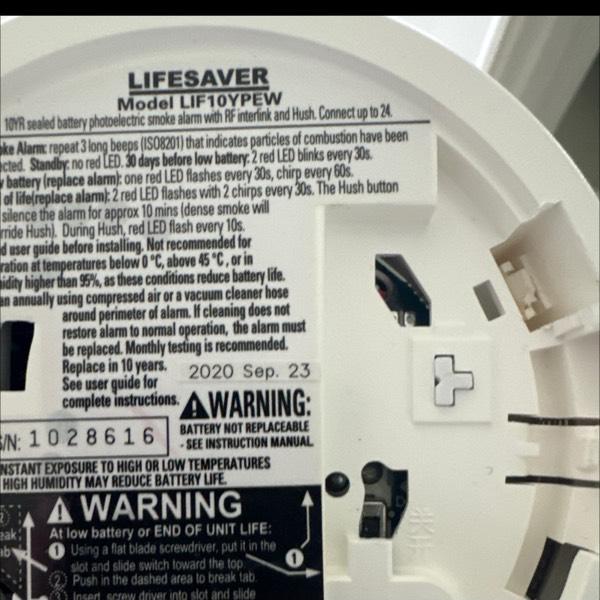 LIFESAVER
Model LIF10YPEW
10YR sealed battery photoelectric smoke alarm with RF interlink and Hush. Connect up to 24.
oke Alarm: repeat 3 long beeps (ISO8201) that indicates particles of combustion have been
cted. Standby: no red LED. 30 days before low battery: 2 red LED blinks every 30s.
w battery (replace alarm): one red LED flashes every 30s, chirp every 60s.
of life(replace alarm): 2 red LED flashes with 2 chirps every 30s. The Hush button
silence the alarm for approx 10 mins (dense smoke will
rride Hush). During Hush, red LED flash every 10s.
d user guide before installing. Not recommended for
ration at temperatures below 0 °C, above 45 °C, or in
idity higher than 95%, as these conditions reduce battery life.
an annually using compressed air or a vacuum cleaner hose
around perimeter of alarm. If cleaning does not
restore alarm to normal operation, the alarm must
be replaced. Monthly testing is recommended.
Replace in 10 years.
See user guide for
complete instructions.
2020 Sep. 23
WARNING:
BATTERY NOT REPLACEABLE
- SEE INSTRUCTION MANUAL
S/N: 1028616
NSTANT EXPOSURE TO HIGH OR LOW TEMPERATURES
HIGH HUMIDITY MAY REDUCE BATTERY LIFE.
WARNING
At low battery or END OF UNIT LIFE:
1 Using a flat blade screwdriver, put it in the
slot and slide switch toward the top
2 Push in the dashed area to break tab.
3 Insert screw driver into slot and slide
1
2
eak
ab